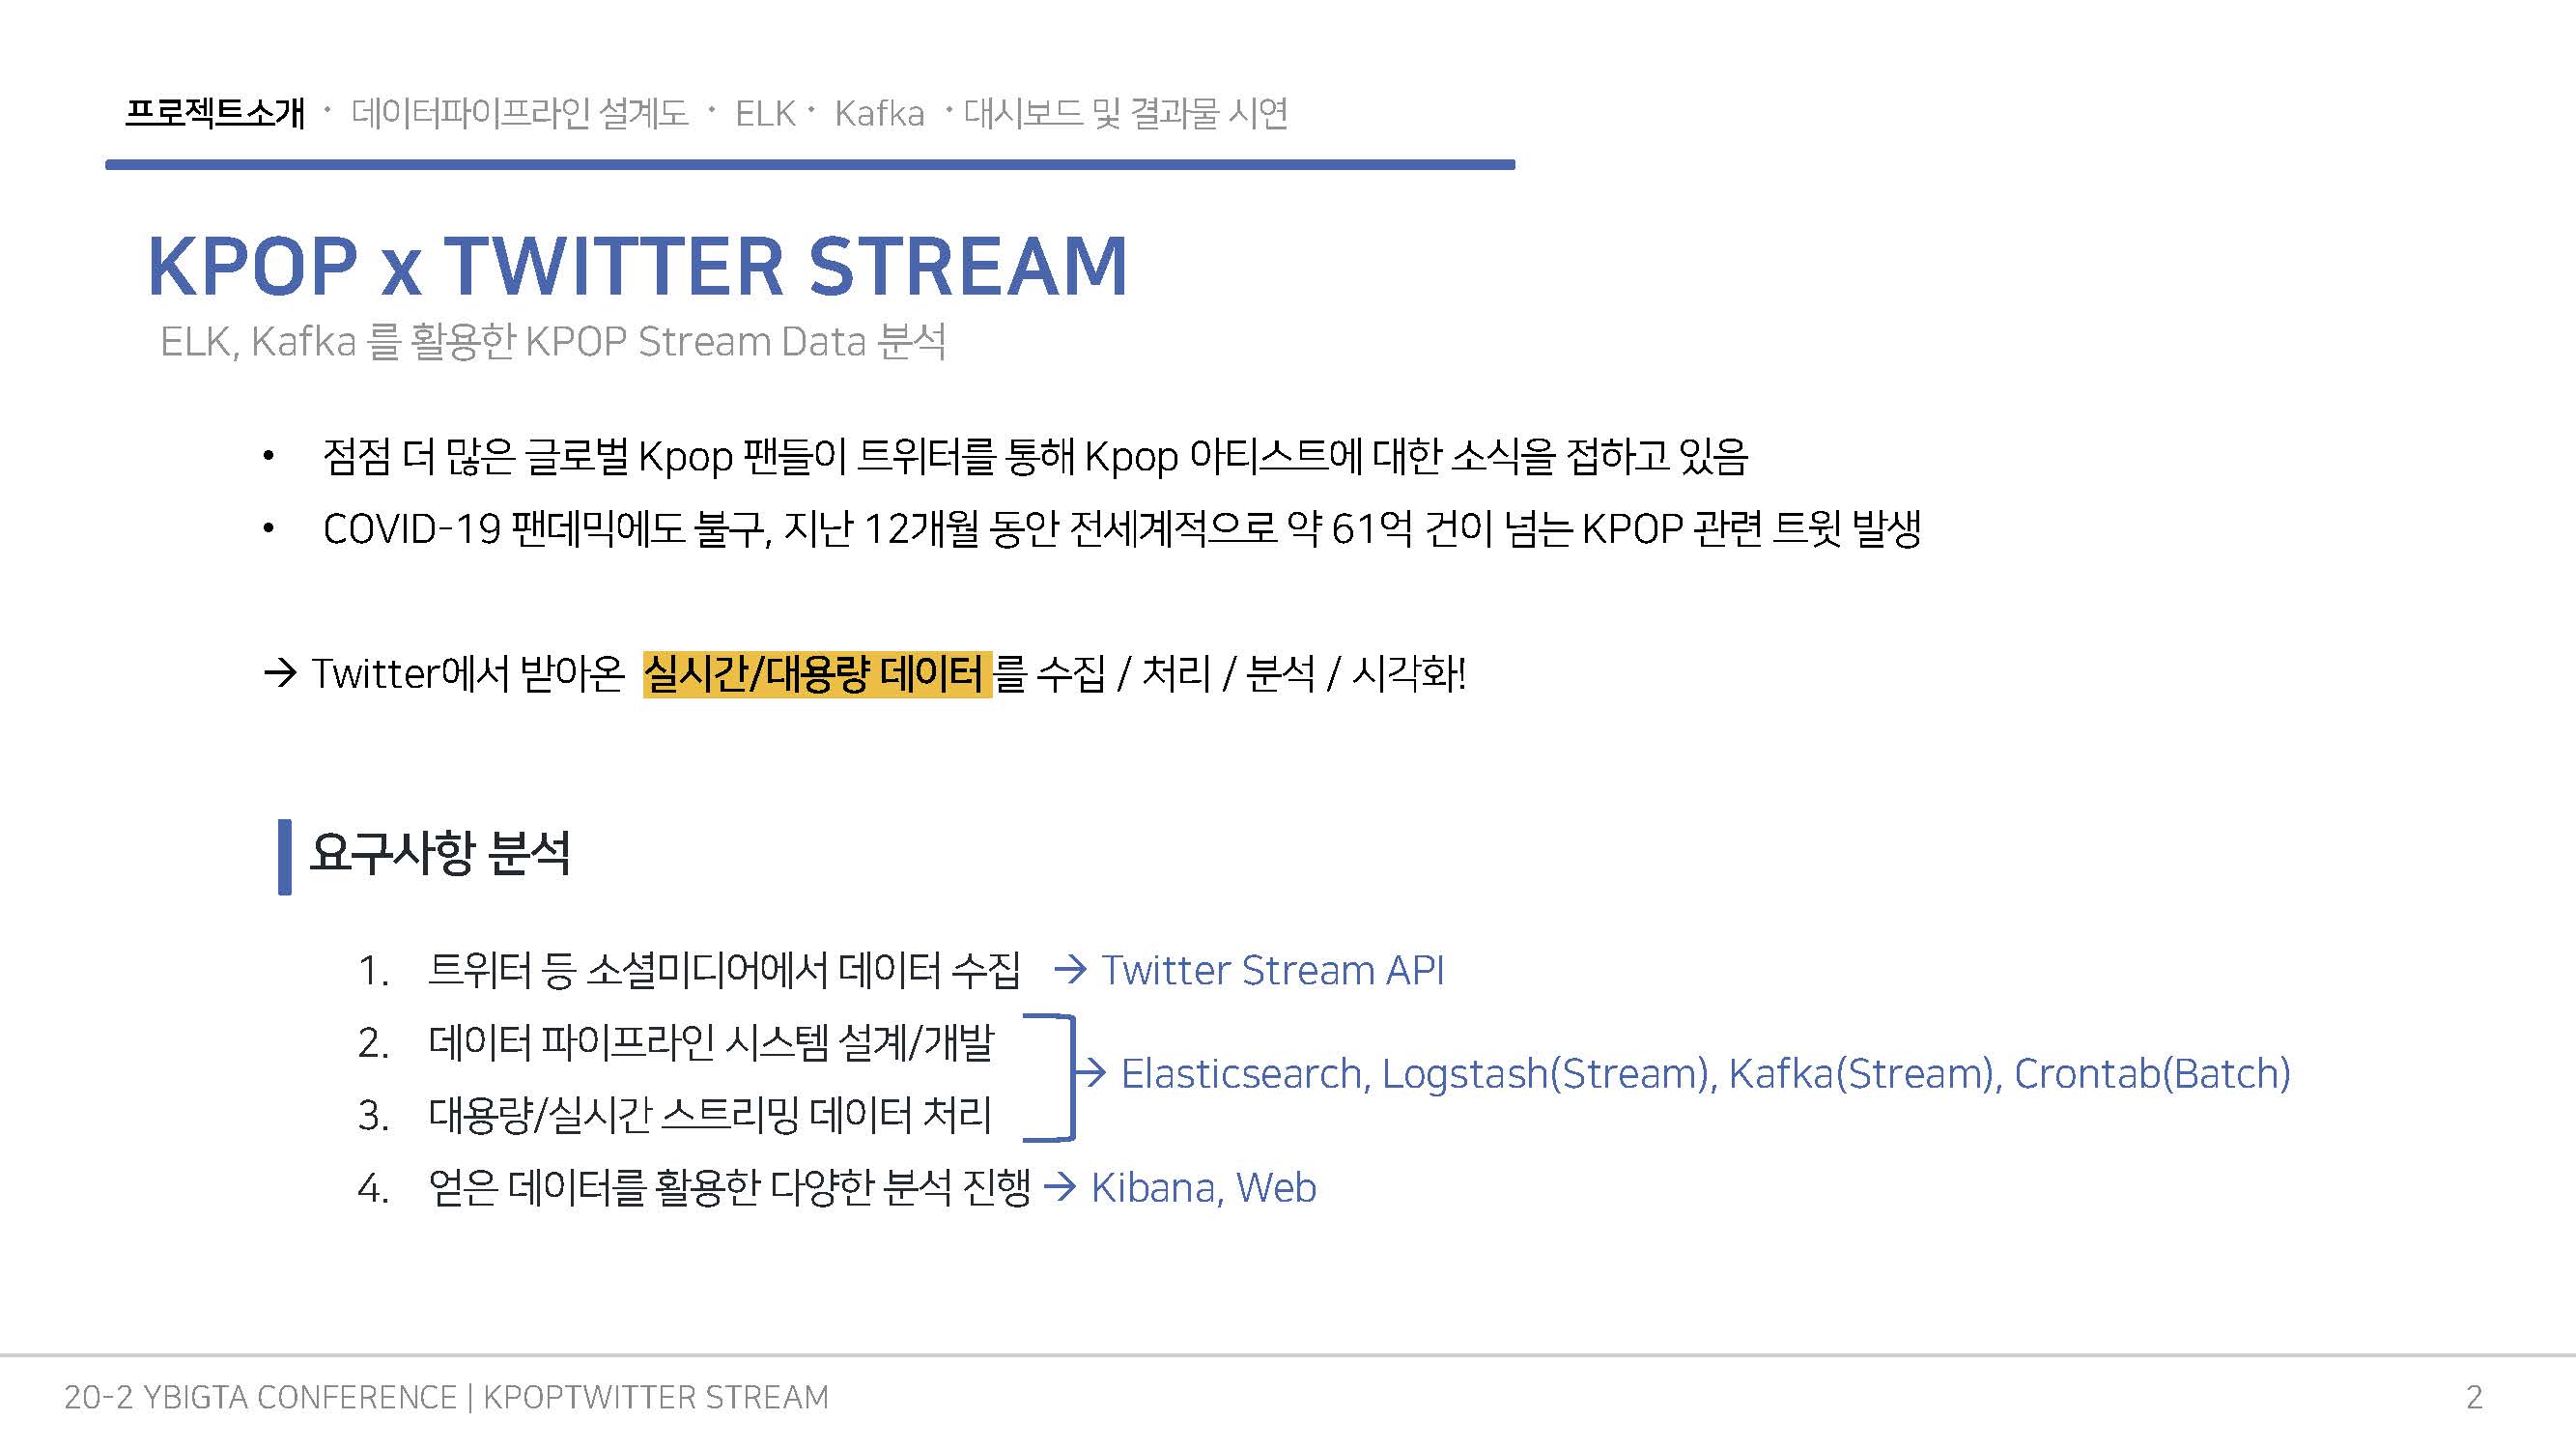 프로젝트소개 · 데이터파이프라인 설계도 · ELK · Kafka · 대시보드 및 결과물 시연
KPOP x TWITTER STREAM
ELK, Kafka 를 활용한 KPOP Stream Data 분석
• 점점 더 많은 글로벌 Kpop 팬들이 트위터를 통해 Kpop 아티스트에 대한 소식을 접하고 있음
• COVID-19 팬데믹에도 불구, 지난 12개월 동안 전세계적으로 약 61억 건이 넘는 KPOP 관련 트윗 발생
→ Twitter에서 받아온 실시간/대용량 데이터를 수집 / 처리 / 분석 / 시각화!
요구사항 분석
1. 트위터 등 소셜미디어에서 데이터 수집 → Twitter Stream API
2. 데이터 파이프라인 시스템 설계/개발
→ Elasticsearch, Logstash(Stream), Kafka(Stream), Crontab(Batch)
3. 대용량/실시간 스트리밍 데이터 처리
4. 얻은 데이터를 활용한 다양한 분석 진행 → Kibana, Web
20-2 YBIGTA CONFERENCE | KPOPTWITTER STREAM
2